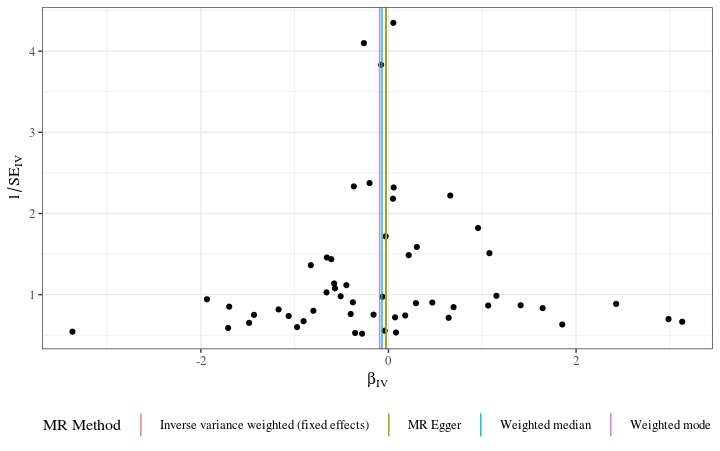 4
3
2
1
1/SE_IV
-2 0 2
β_IV
MR Method Inverse variance weighted (fixed effects) MR Egger Weighted median Weighted mode